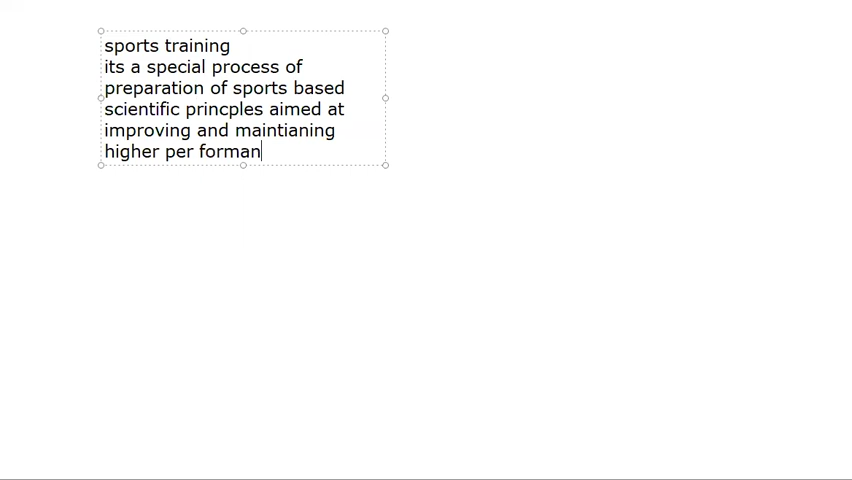 sports training
its a special process of
preparation of sports based
scientific princples aimed at
improving and maintianing
higher per forman